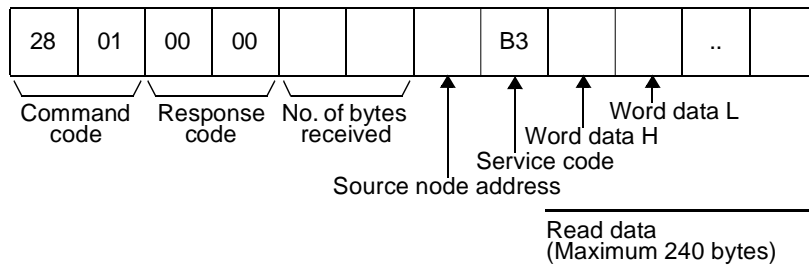 28 01 00 00 B3 ..
Command code
Response code
No. of bytes received
Word data L
Word data H
Service code
Source node address
Read data
(Maximum 240 bytes)